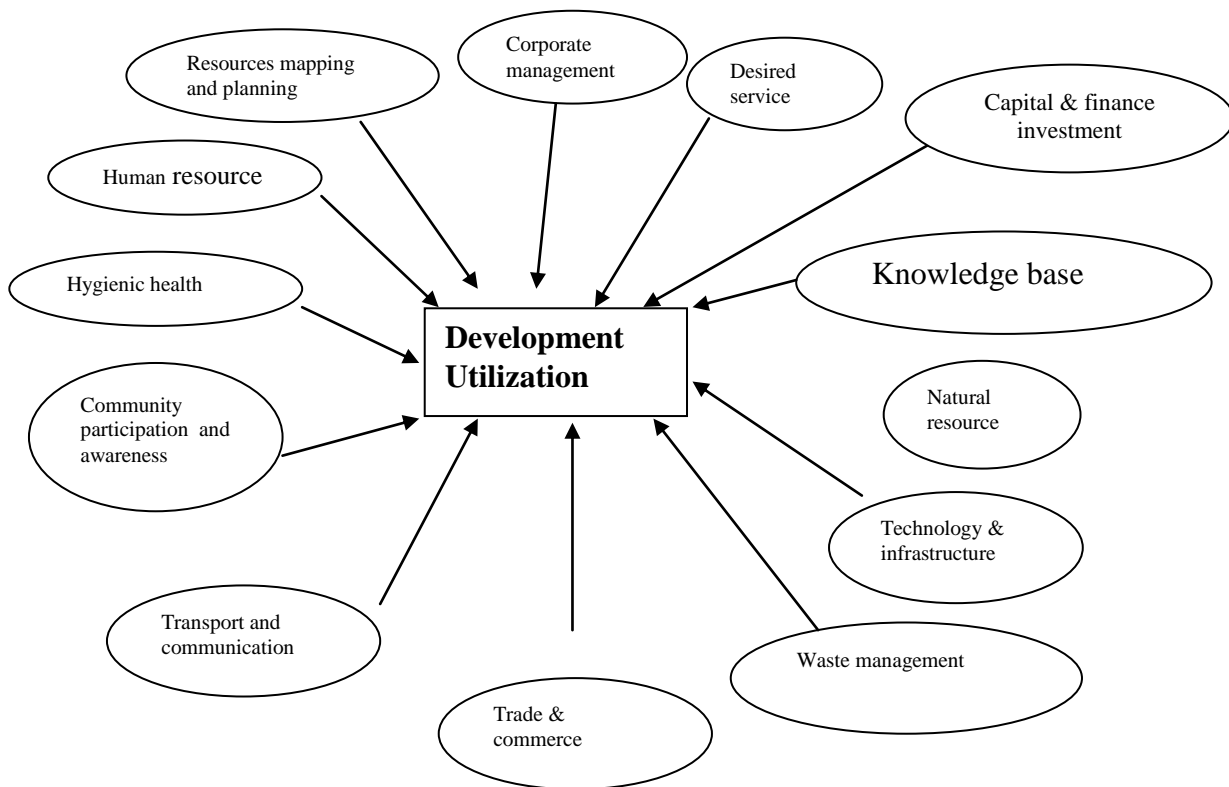 Resources mapping
and planning
Corporate
management
Desired
service
Capital & finance
investment
Human resource
Knowledge base
Hygienic health
Development
Utilization
Natural
resource
Community
participation and
awareness
Technology &
infrastructure
Transport and
communication
Waste management
Trade &
commerce